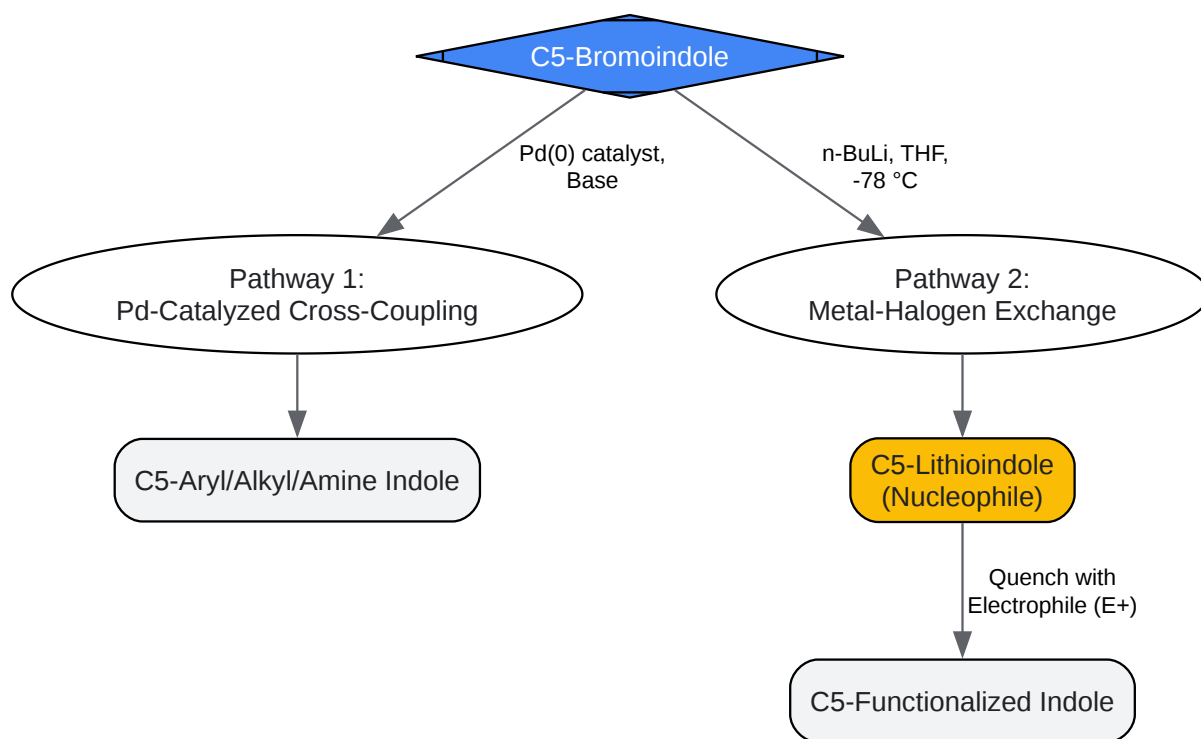 C5-Bromoindole
Pd(0) catalyst,
Base
n-BuLi, THF,
-78 °C
Pathway 1:
Pd-Catalyzed Cross-Coupling
Pathway 2:
Metal-Halogen Exchange
C5-Aryl/Alkyl/Amine Indole
C5-Lithioindole
(Nucleophile)
Quench with
Electrophile (E+)
C5-Functionalized Indole